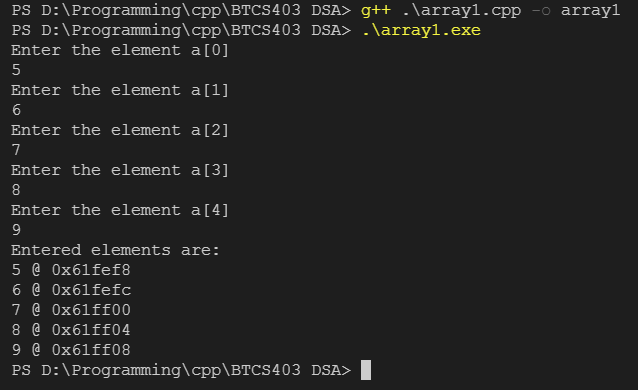 PS D:\Programming\cpp\BTCS403 DSA> g++ .\array1.cpp -o array1
PS D:\Programming\cpp\BTCS403 DSA> .\array1.exe
Enter the element a[0]
5
Enter the element a[1]
6
Enter the element a[2]
7
Enter the element a[3]
8
Enter the element a[4]
9
Entered elements are:
5 @ 0x61fef8
6 @ 0x61fefc
7 @ 0x61ff00
8 @ 0x61ff04
9 @ 0x61ff08
PS D:\Programming\cpp\BTCS403 DSA>